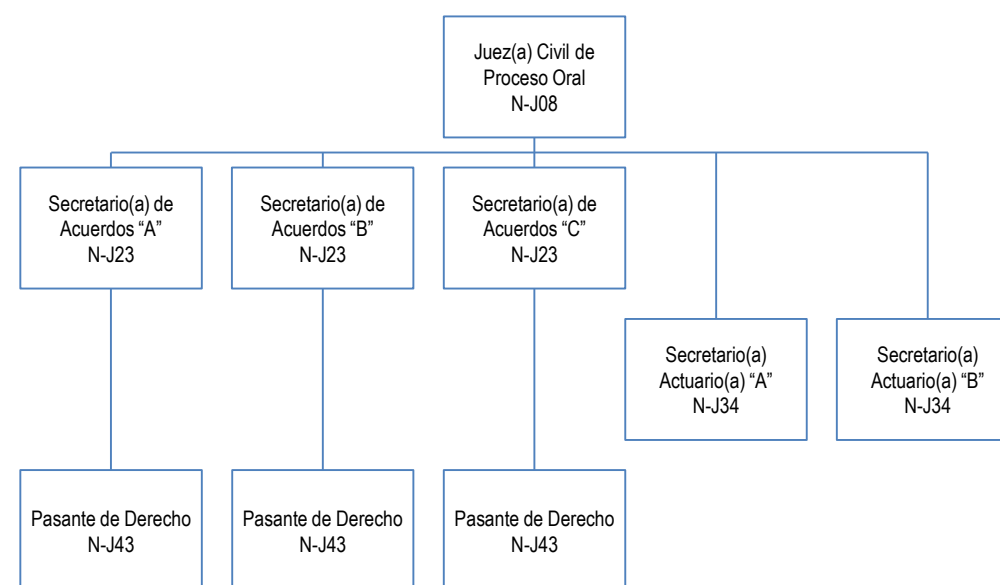 Juez(a) Civil de
Proceso Oral
N-J08
Secretario(a) de
Acuerdos “A”
N-J23
Secretario(a) de
Acuerdos “B”
N-J23
Secretario(a) de
Acuerdos “C”
N-J23
Secretario(a)
Actuario(a) “A”
N-J34
Secretario(a)
Actuario(a) “B”
N-J34
Pasante de Derecho
N-J43
Pasante de Derecho
N-J43
Pasante de Derecho
N-J43